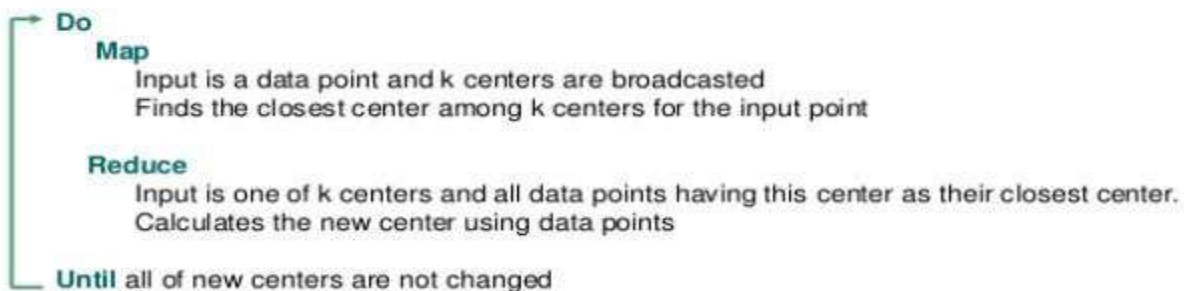 Do
Map
Input is a data point and k centers are broadcasted
Finds the closest center among k centers for the input point
Reduce
Input is one of k centers and all data points having this center as their closest center.
Calculates the new center using data points
Until all of new centers are not changed